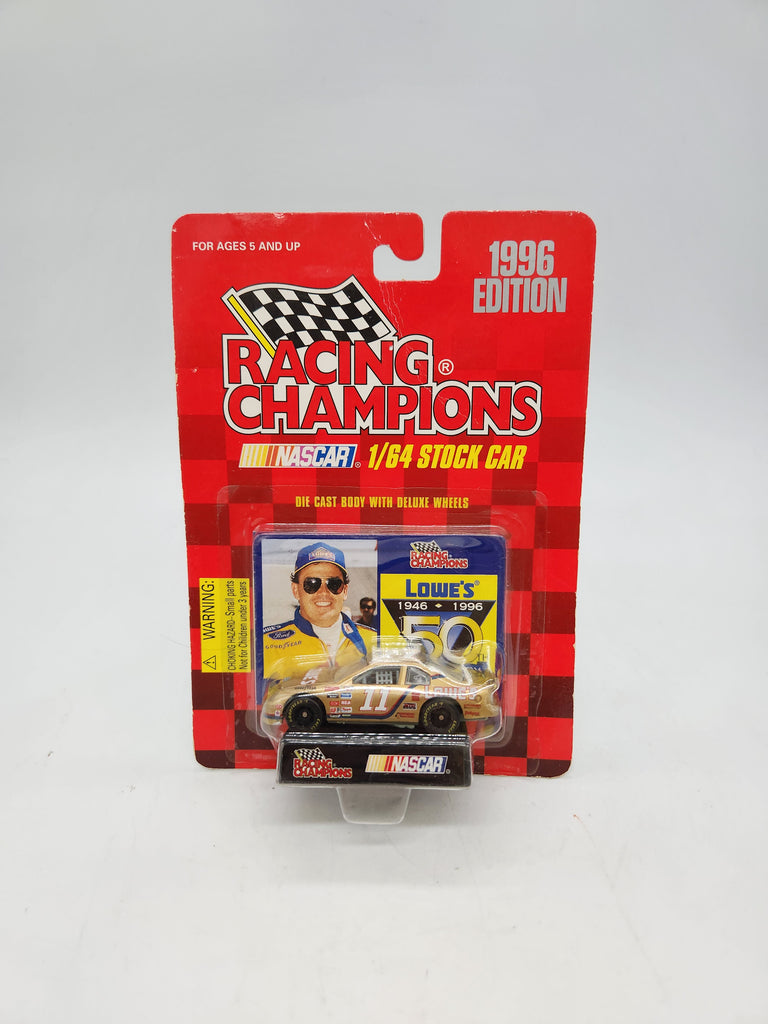 FOR AGES 5 AND UP
1996
EDITION
RACING®
CHAMPIONS
NASCAR® 1/64 STOCK CAR
DIE CAST BODY WITH DELUXE WHEELS
RACING
CHAMPIONS
LOWE'S®
1946 • 1996
50
TH
Ford
GOODYEAR
⚠ WARNING:
CHOKING HAZARD-Small parts
Not for Children under 3 years
11
RACING
CHAMPIONS
NASCAR®